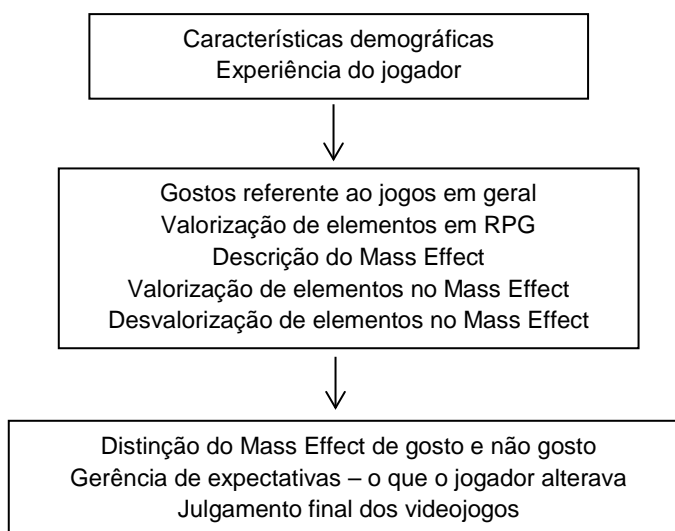 Características demográficas
Experiência do jogador
Gostos referente ao jogos em geral
Valorização de elementos em RPG
Descrição do Mass Effect
Valorização de elementos no Mass Effect
Desvalorização de elementos no Mass Effect
Distinção do Mass Effect de gosto e não gosto
Gerência de expectativas – o que o jogador alterava
Julgamento final dos videojogos